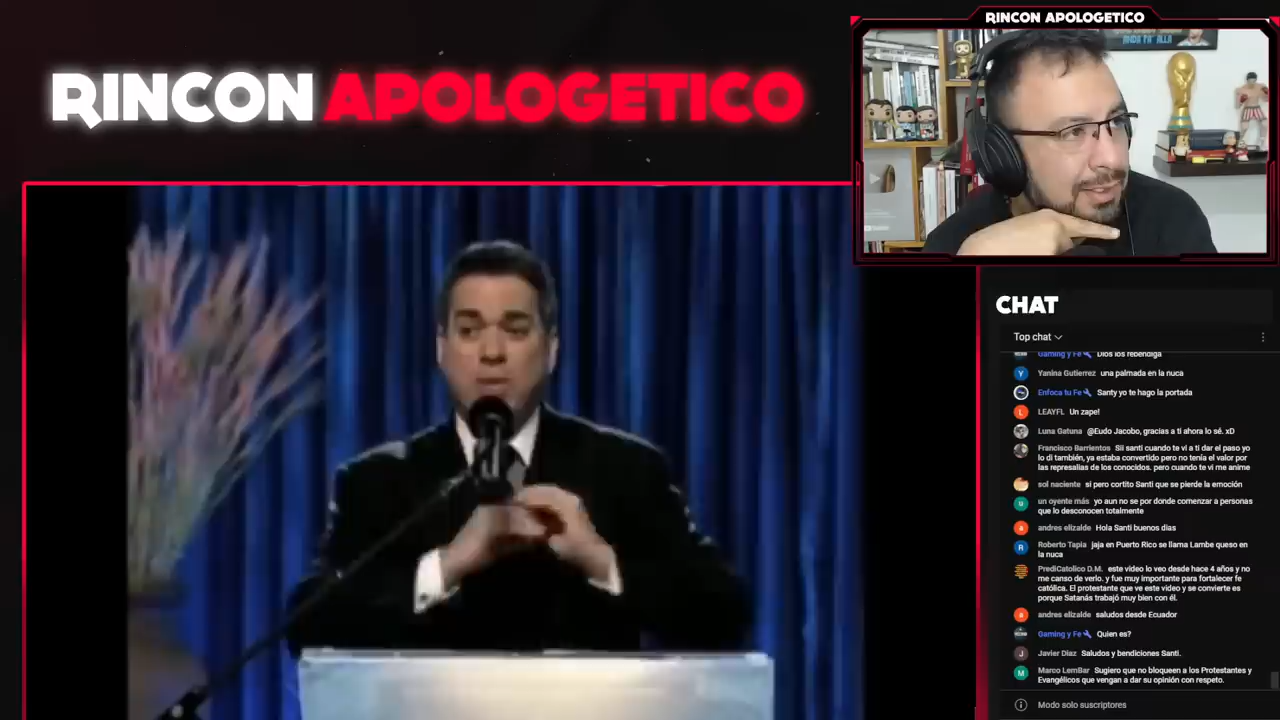 RINCON APOLOGETICO
RINCON APOLOGETICO
ANDA PA' ALLA
CHAT
Top chat
Gaming y Fe Dios los rebendiga
Yanina Gutierrez una palmada en la nuca
Enfoca tu Fe Santy yo te hago la portada
LEAYFL Un zape!
Luna Gatuna @Eudo Jacobo, gracias a ti ahora lo sé. xD
Francisco Barrientos Sii santi cuando te vi a ti dar el paso yo
lo di también, ya estaba convertido pero no tenía el valor por
las represalias de los conocidos. pero cuando te vi me anime
sol naciente si pero cortito Santi que se pierde la emoción
un oyente más yo aun no se por donde comenzar a personas
que lo desconocen totalmente
andres elizalde Hola Santi buenos dias
Roberto Tapia jaja en Puerto Rico se llama Lambe queso en
la nuca
PrediCatolico D.M. este video lo veo desde hace 4 años y no
me canso de verlo. y fue muy importante para fortalecer fe
católica. El protestante que ve este video y se convierte es
porque Satanás trabajó muy bien con él.
andres elizalde saludos desde Ecuador
Gaming y Fe Quien es?
Javier Diaz Saludos y bendiciones Santi.
Marco LemBar Sugiero que no bloqueen a los Protestantes y
Evangélicos que vengan a dar su opinión con respeto.
Modo solo suscriptores